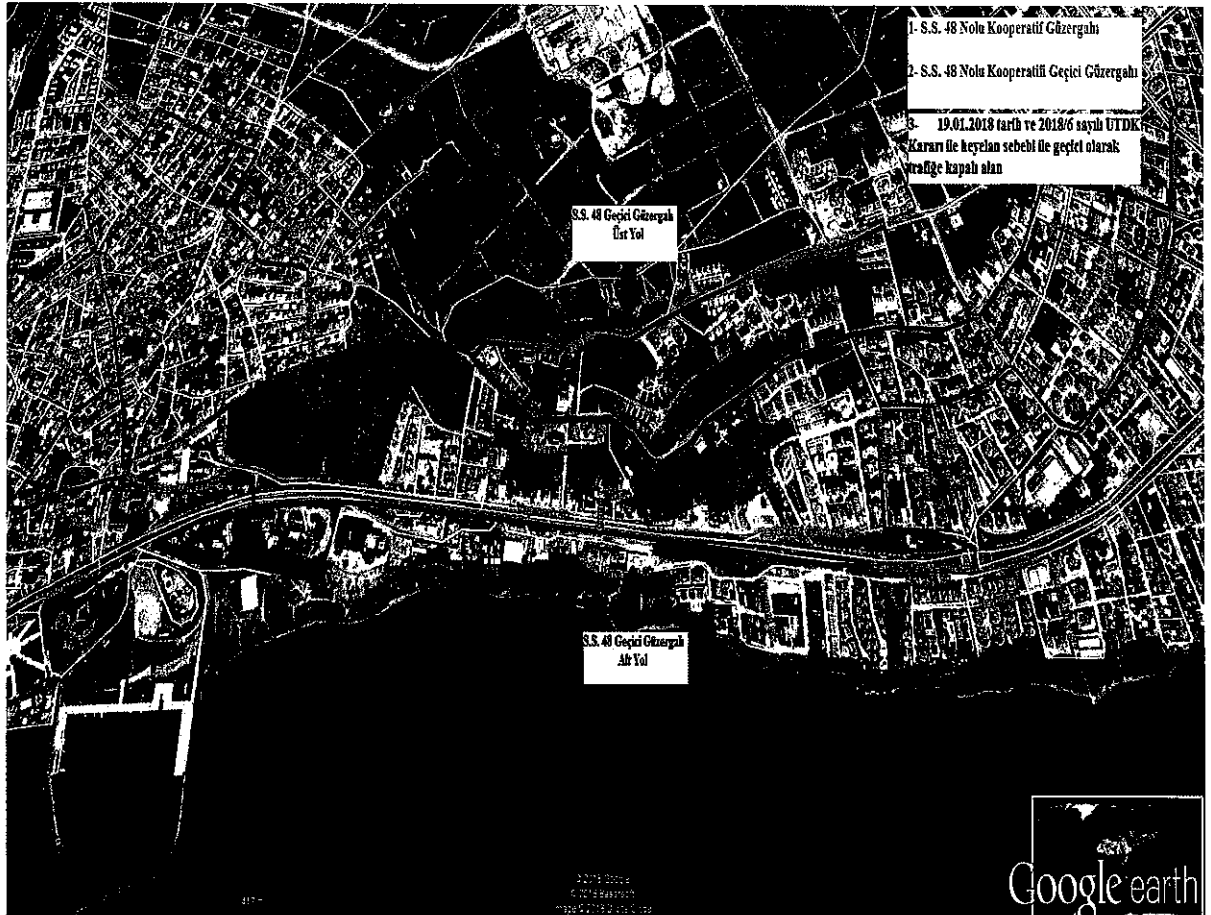 1- S.S. 48 Nolu Kooperatif Güzergahı
2- S.S. 48 Nolu Kooperatifi Geçici Güzergahı
3- 19.01.2018 tarih ve 2018/6 sayılı UTDK
Kararı ile heyelan sebebi ile geçici olarak
trafiğe kapalı alan
S.S. 48 Geçici Güzergah
Üst Yol
S.S. 48 Geçici Güzergah
Alt Yol
Google earth